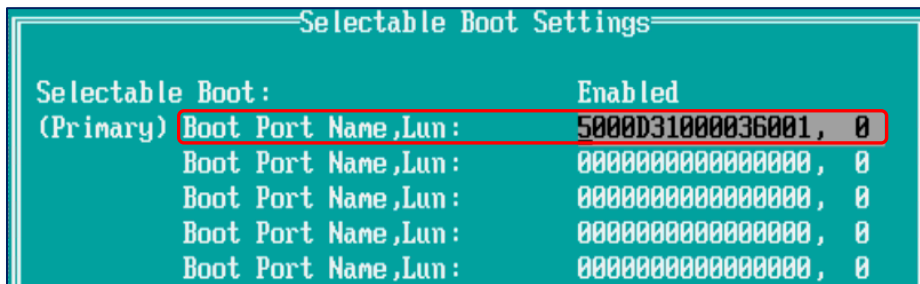 Selectable Boot Settings
Selectable Boot: Enabled
(Primary) Boot Port Name,Lun: 5000D31000036001, 0
Boot Port Name,Lun: 0000000000000000, 0
Boot Port Name,Lun: 0000000000000000, 0
Boot Port Name,Lun: 0000000000000000, 0
Boot Port Name,Lun: 0000000000000000, 0